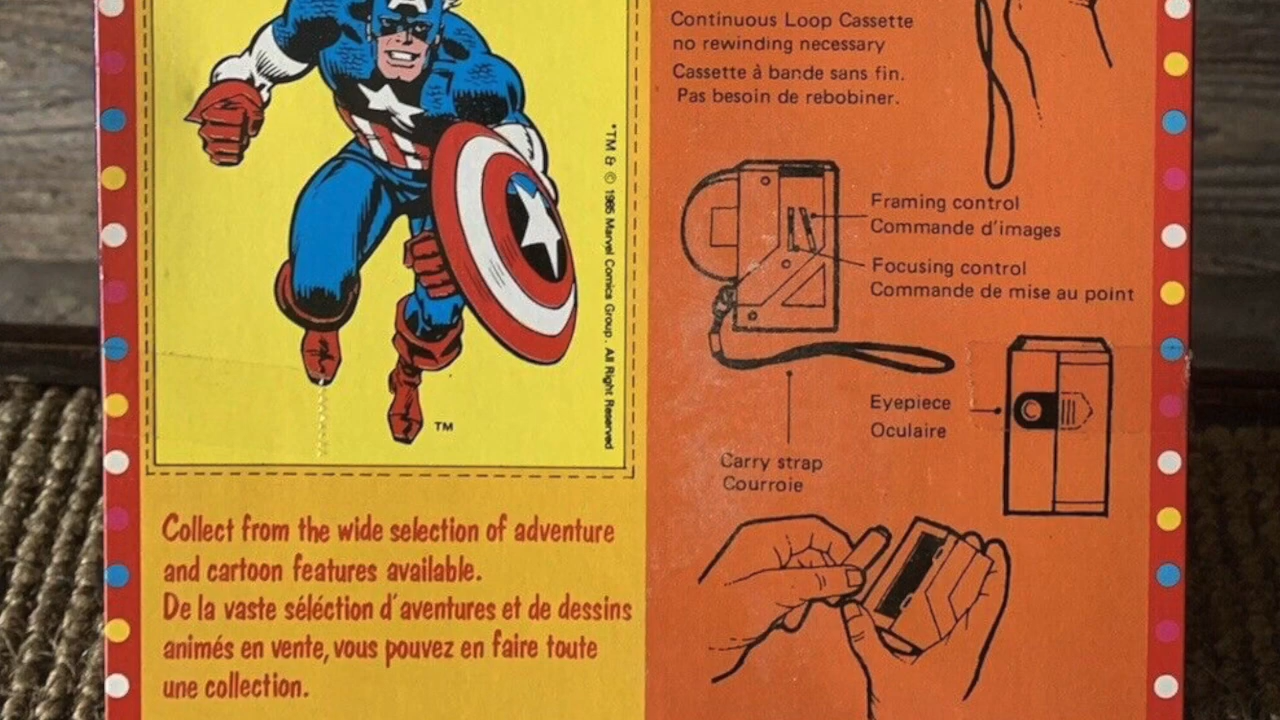 *TM & © 1985 Marvel Comics Group. All Right Reserved
TM
Collect from the wide selection of adventure
and cartoon features available.
De la vaste séléction d'aventures et de dessins
animés en vente, vous pouvez en faire toute
une collection.
Continuous Loop Cassette
no rewinding necessary
Cassette à bande sans fin.
Pas besoin de rebobiner.
Framing control
Commande d'images
Focusing control
Commande de mise au point
Eyepiece
Oculaire
Carry strap
Courroie